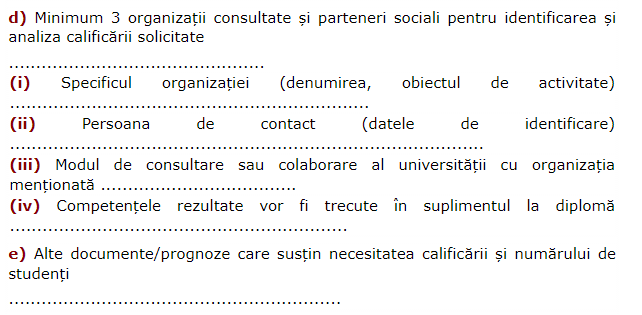 d) Minimum 3 organizații consultate și parteneri sociali pentru identificarea și
analiza calificării solicitate
...............................................
(i) Specificul organizației (denumirea, obiectul de activitate)
..................................................................
(ii) Persoana de contact (datele de identificare)
.......................................................................................
(iii) Modul de consultare sau colaborare al universității cu organizația
menționată ....................................
(iv) Competențele rezultate vor fi trecute în suplimentul la diplomă
..............................................................
e) Alte documente/prognoze care susțin necesitatea calificării și numărului de
studenți
.............................................................